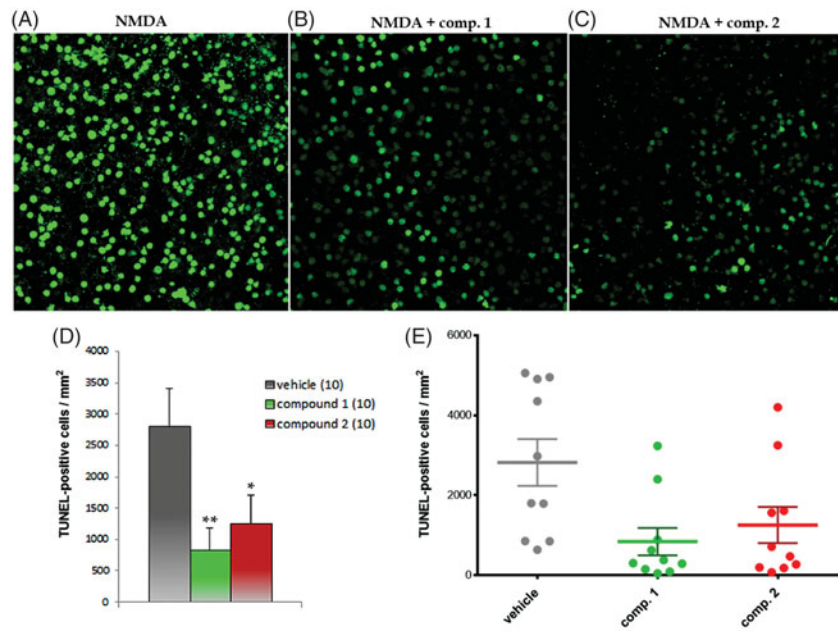 (A) NMDA
(B) NMDA + comp. 1
(C) NMDA + comp. 2
(D)
TUNEL-positive cells / mm²
4000
3500
3000
2500
2000
1500
1000
500
0
**
*
vehicle (10)
compound 1 (10)
compound 2 (10)
(E)
TUNEL-positive cells / mm²
6000
4000
2000
0
vehicle
comp. 1
comp. 2